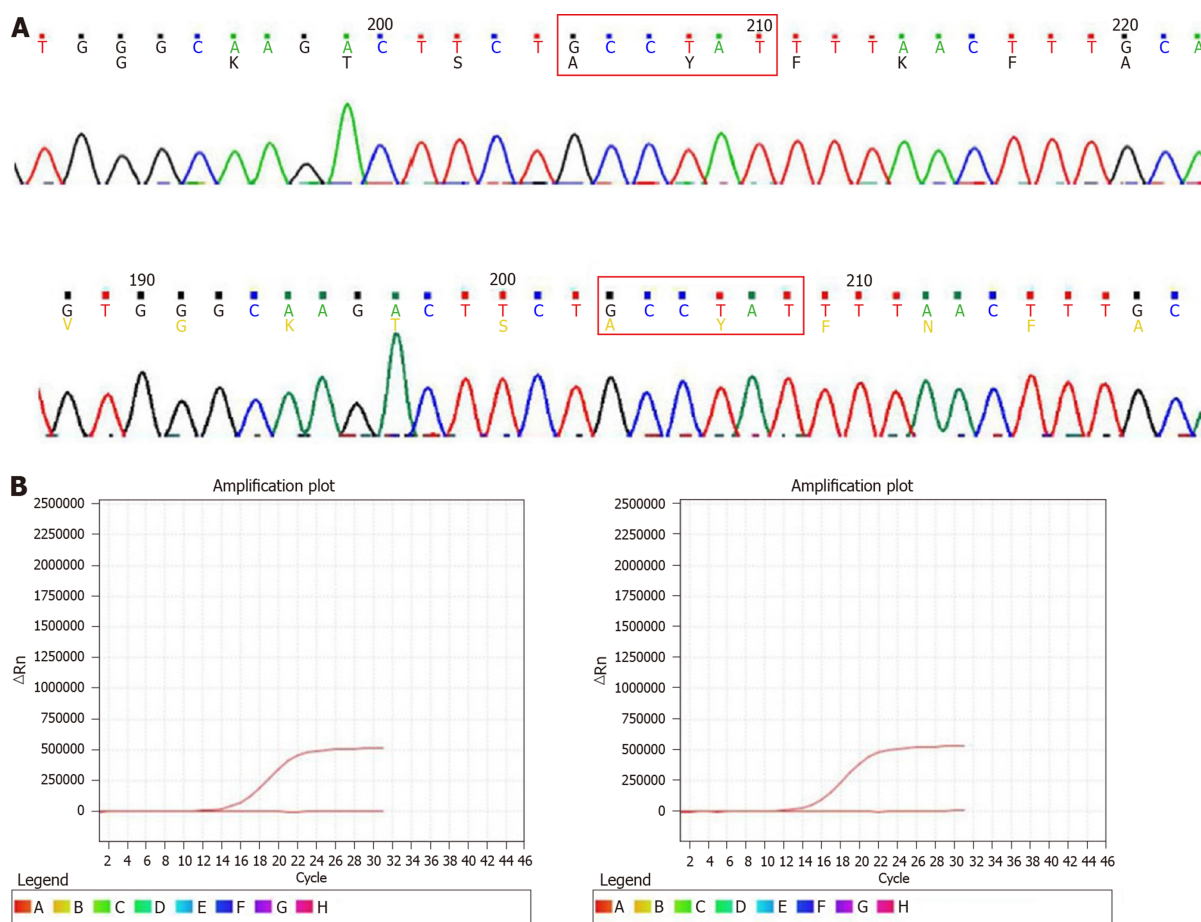 A
200 210 220
T G G G C A A G A C T T C T G C C T A T T T T A A C T T T G C A
G K T S A Y F K F A
190 200 210
G T G G G C A A G A C T T C T G C C T A T T T T A A C T T T G C
V G K T S A Y F N F A
B
Amplification plot
2500000
2250000
2000000
1750000
1500000
1250000
1000000
750000
500000
250000
0
ΔRn
2 4 6 8 10 12 14 16 18 20 22 24 26 28 30 32 34 36 38 40 42 44 46
Cycle
Legend
A B C D E F G H
Amplification plot
2500000
2250000
2000000
1750000
1500000
1250000
1000000
750000
500000
250000
0
ΔRn
2 4 6 8 10 12 14 16 18 20 22 24 26 28 30 32 34 36 38 40 42 44 46
Cycle
Legend
A B C D E F G H